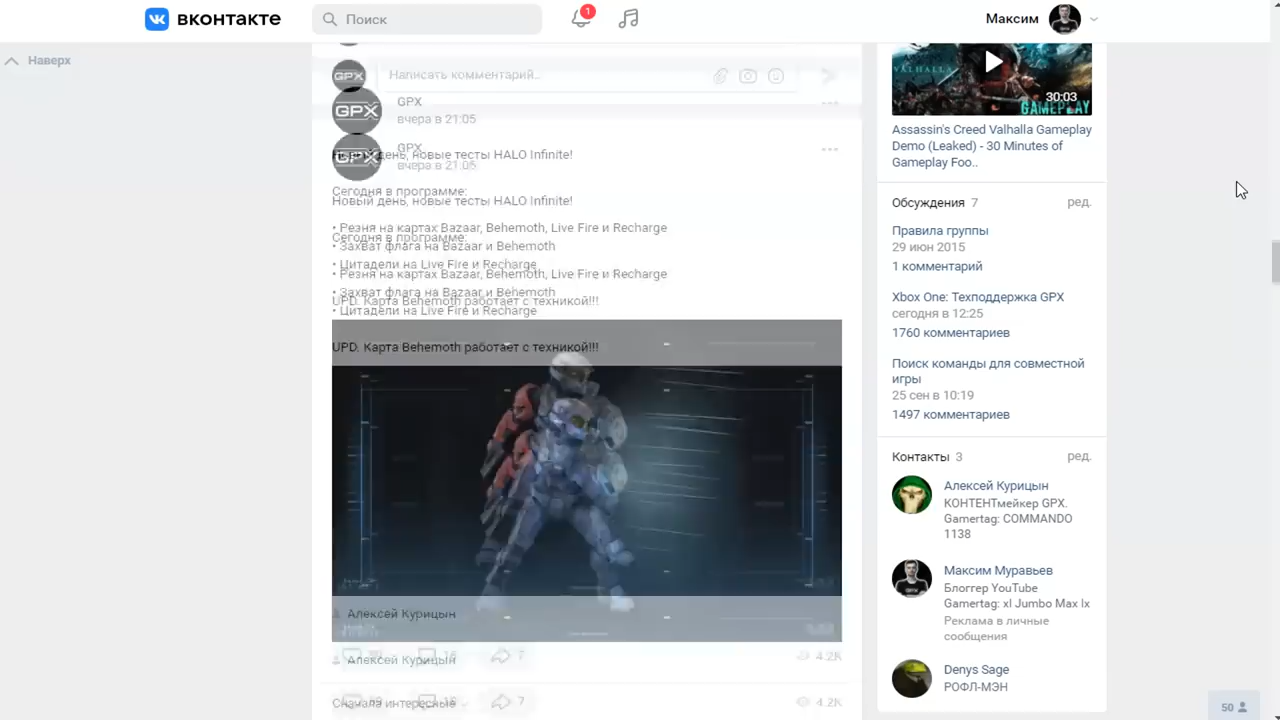 вконтакте
Поиск
1
Максим
Наверх
GPX
Написать комментарий...
GPX
GPX
вчера в 21:05
GPX
GPX
вчера в 21:05
Новый день, новые тесты HALO Infinite!
Сегодня в программе:
Новый день, новые тесты HALO Infinite!
• Резня на картах Bazaar, Behemoth, Live Fire и Recharge
Сегодня в программе:
• Захват флага на Bazaar и Behemoth
• Цитадели на Live Fire и Recharge
• Резня на картах Bazaar, Behemoth, Live Fire и Recharge
• Захват флага на Bazaar и Behemoth
UPD. Карта Behemoth работает с техникой!!!
• Цитадели на Live Fire и Recharge
UPD. Карта Behemoth работает с техникой!!!
Алексей Курицын
16
7
4.2K
Алексей Курицын
Сначала интересные
16
7
4.2K
VALHALLA
30:03
GAMEPLAY
Assassin's Creed Valhalla Gameplay
Demo (Leaked) - 30 Minutes of
Gameplay Foo..
Обсуждения 7
ред.
Правила группы
29 июн 2015
1 комментарий
Xbox One: Техподдержка GPX
сегодня в 12:25
1760 комментариев
Поиск команды для совместной
игры
25 сен в 10:19
1497 комментариев
Контакты 3
ред.
Алексей Курицын
КОНТЕНТмейкер GPX.
Gamertag: COMMANDO
1138
Максим Муравьев
Блоггер YouTube
Gamertag: xl Jumbo Max lx
Реклама в личные
сообщения
Denys Sage
РОФЛ-МЭН
50